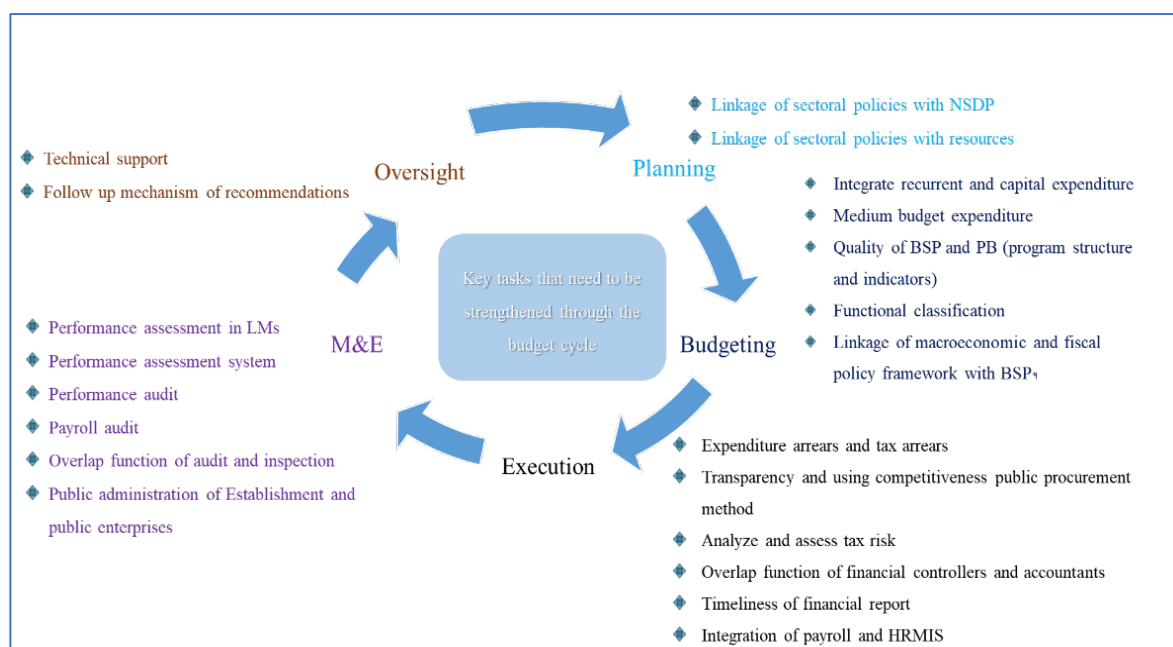 Linkage of sectoral policies with NSDP
Linkage of sectoral policies with resources
Planning
Integrate recurrent and capital expenditure
Medium budget expenditure
Quality of BSP and PB (program structure
and indicators)
Functional classification
Linkage of macroeconomic and fiscal
policy framework with BSP។
Budgeting
Expenditure arrears and tax arrears
Transparency and using competitiveness public procurement
method
Analyze and assess tax risk
Overlap function of financial controllers and accountants
Timeliness of financial report
Integration of payroll and HRMIS
Execution
Performance assessment in LMs
Performance assessment system
Performance audit
Payroll audit
Overlap function of audit and inspection
Public administration of Establishment and
public enterprises
M&E
Technical support
Follow up mechanism of recommendations
Oversight
Key tasks that need to be
strengthened through the
budget cycle